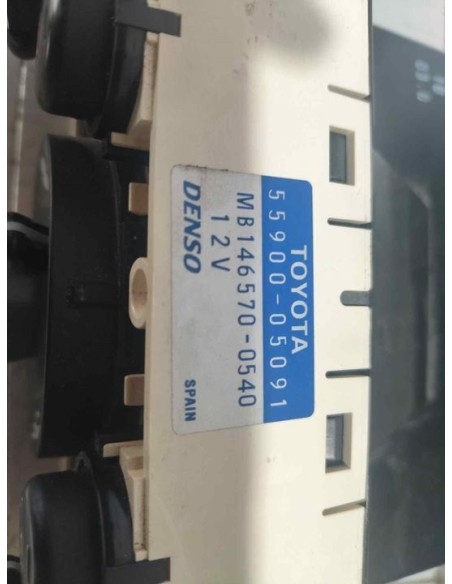 TOYOTA
55900-05091
MB146570-0540
12V
DENSO SPAIN